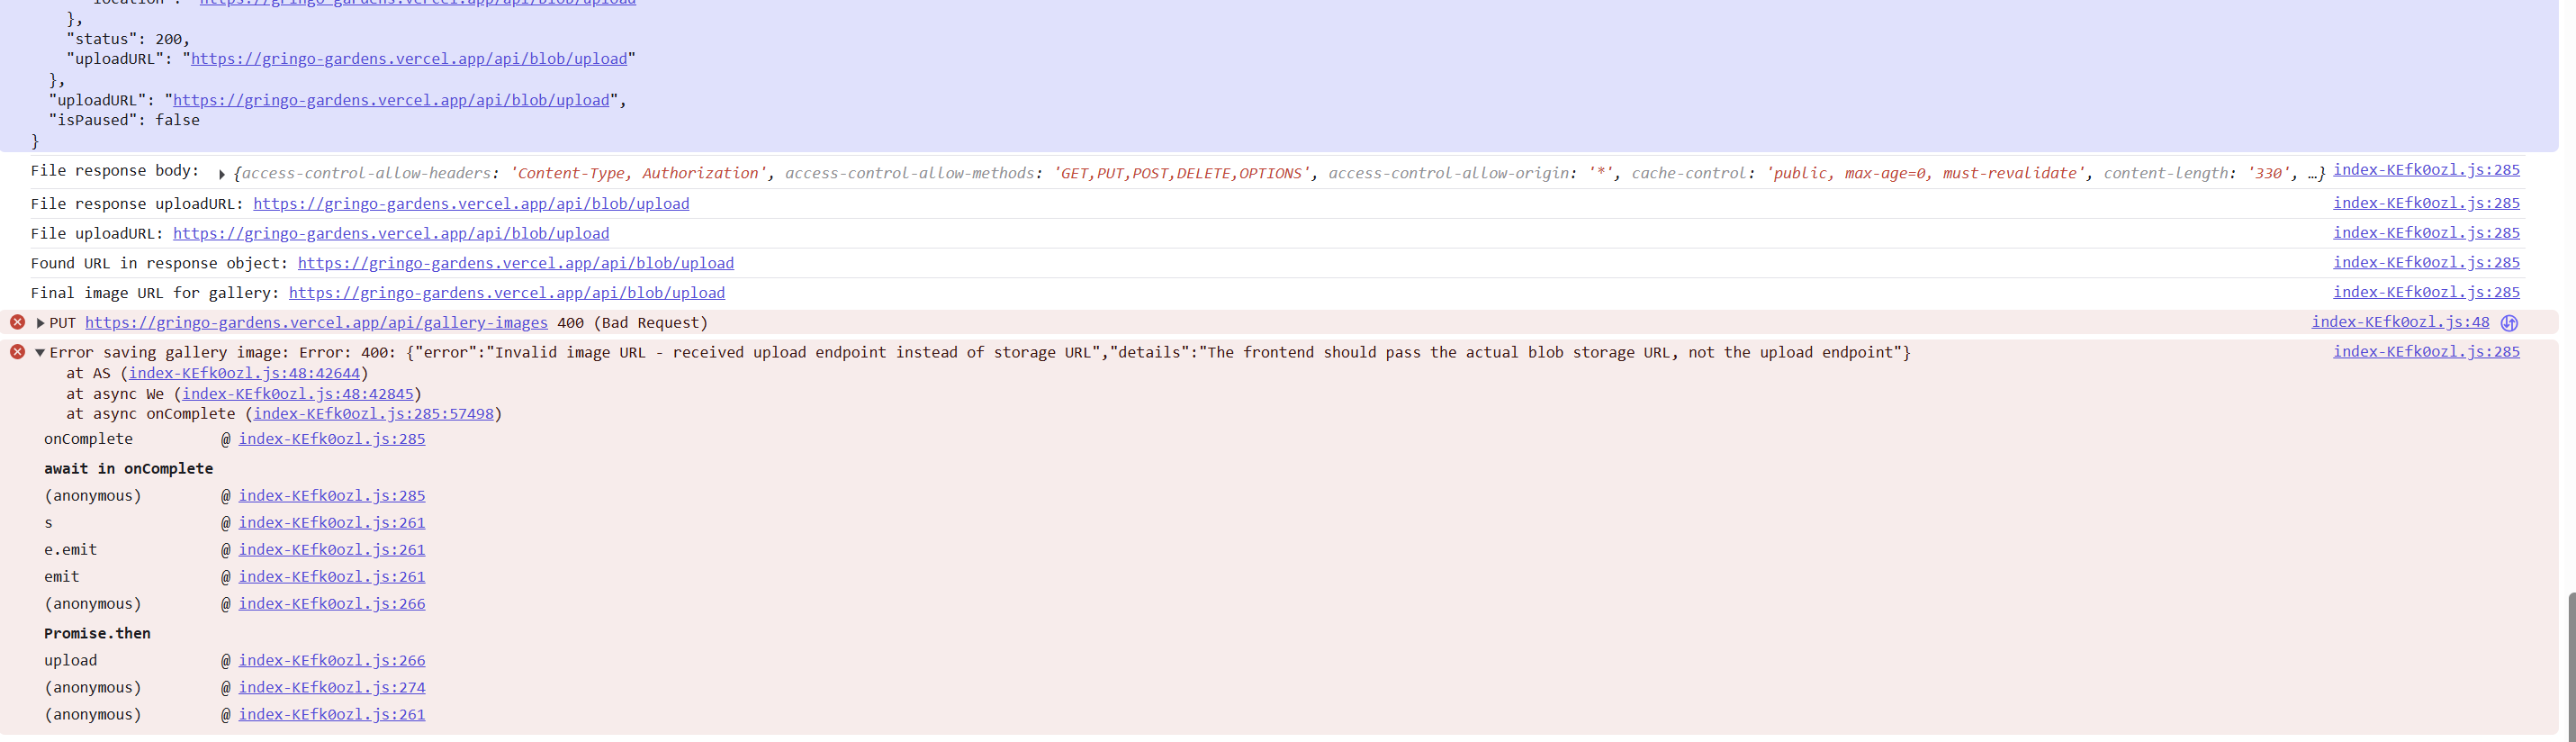 "location": "https://gringo-gardens.vercel.app/api/blob/upload
},
"status": 200,
"uploadURL": "https://gringo-gardens.vercel.app/api/blob/upload"
},
"uploadURL": "https://gringo-gardens.vercel.app/api/blob/upload",
"isPaused": false
}
File response body: {access-control-allow-headers: 'Content-Type, Authorization', access-control-allow-methods: 'GET,PUT,POST,DELETE,OPTIONS', access-control-allow-origin: '*', cache-control: 'public, max-age=0, must-revalidate', content-length: '330', …} index-KEfk0ozl.js:285
File response uploadURL: https://gringo-gardens.vercel.app/api/blob/upload index-KEfk0ozl.js:285
File uploadURL: https://gringo-gardens.vercel.app/api/blob/upload index-KEfk0ozl.js:285
Found URL in response object: https://gringo-gardens.vercel.app/api/blob/upload index-KEfk0ozl.js:285
Final image URL for gallery: https://gringo-gardens.vercel.app/api/blob/upload index-KEfk0ozl.js:285
PUT https://gringo-gardens.vercel.app/api/gallery-images 400 (Bad Request) index-KEfk0ozl.js:48
Error saving gallery image: Error: 400: {"error":"Invalid image URL - received upload endpoint instead of storage URL","details":"The frontend should pass the actual blob storage URL, not the upload endpoint"} index-KEfk0ozl.js:285
at AS (index-KEfk0ozl.js:48:42644)
at async We (index-KEfk0ozl.js:48:42845)
at async onComplete (index-KEfk0ozl.js:285:57498)
onComplete @ index-KEfk0ozl.js:285
await in onComplete
(anonymous) @ index-KEfk0ozl.js:285
s @ index-KEfk0ozl.js:261
e.emit @ index-KEfk0ozl.js:261
emit @ index-KEfk0ozl.js:261
(anonymous) @ index-KEfk0ozl.js:266
Promise.then
upload @ index-KEfk0ozl.js:266
(anonymous) @ index-KEfk0ozl.js:274
(anonymous) @ index-KEfk0ozl.js:261